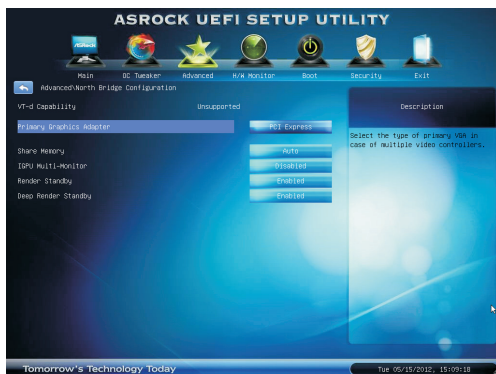 ASROCK UEFI SETUP UTILITY
ASRock
Main OC Tweaker Advanced H/W Monitor Boot Security Exit
Advanced\North Bridge Configuration
Description
VT-d Capability Unsupported
Primary Graphics Adapter PCI Express
Select the type of primary VGA in
case of multiple video controllers.
Share Memory Auto
IGPU Multi-Monitor Disabled
Render Standby Enabled
Deep Render Standby Enabled
Tomorrow's Technology Today Tue 05/15/2012, 15:09:18